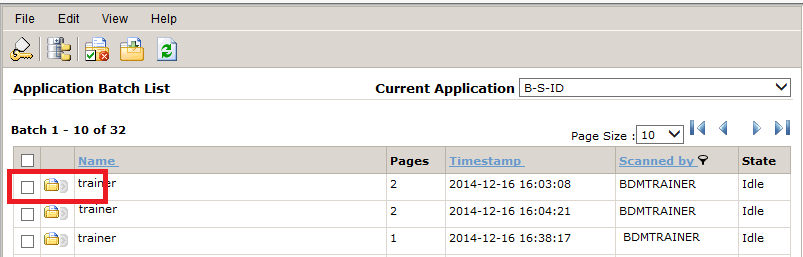 File Edit View Help
Application Batch List Current Application B-S-ID
Batch 1 - 10 of 32 Page Size : 10
Name Pages Timestamp Scanned by State
trainer 2 2014-12-16 16:03:08 BDMTRAINER Idle
trainer 2 2014-12-16 16:04:21 BDMTRAINER Idle
trainer 1 2014-12-16 16:38:17 BDMTRAINER Idle